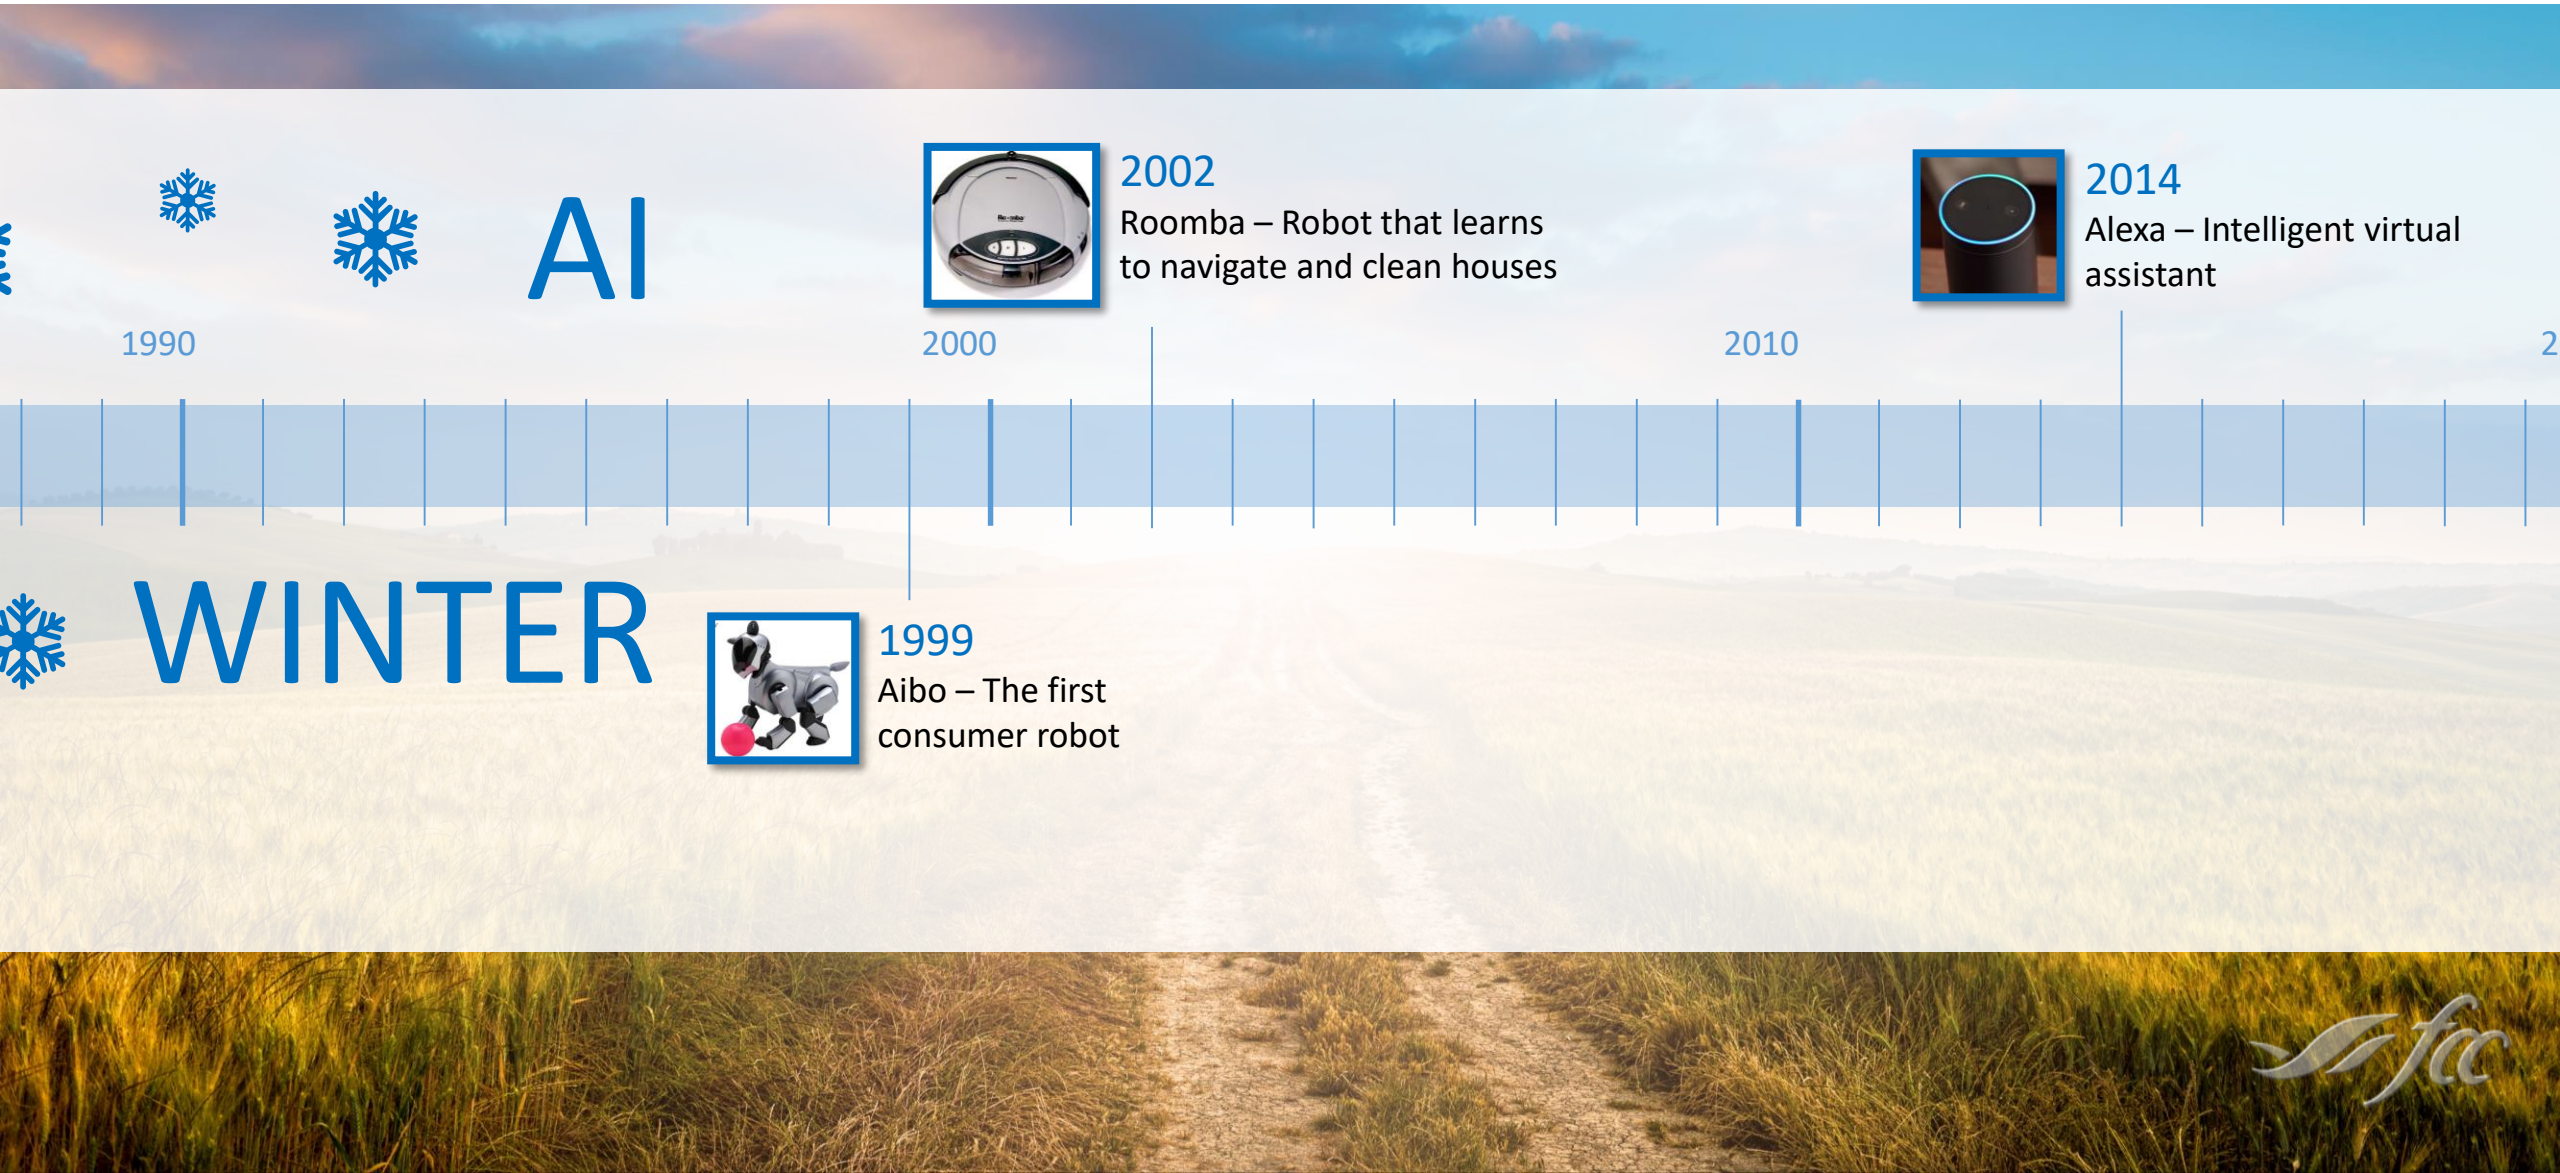 AI
2002
Roomba – Robot that learns
to navigate and clean houses
2014
Alexa – Intelligent virtual
assistant
1990
2000
2010
2
WINTER
1999
Aibo – The first
consumer robot
fcc